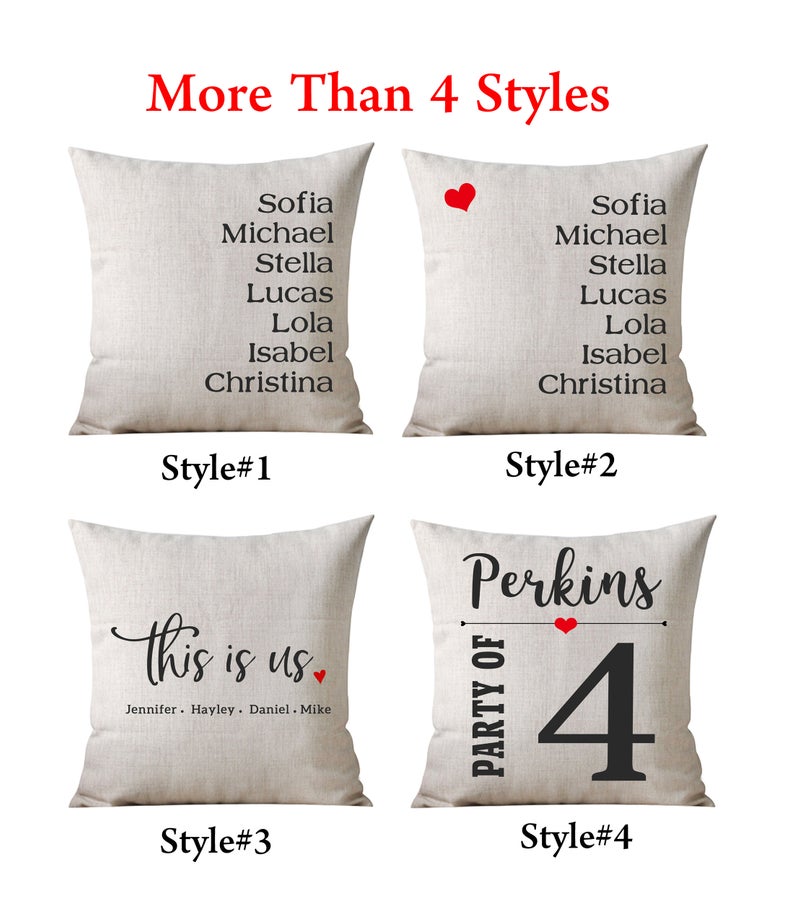 More Than 4 Styles
Sofia
Michael
Stella
Lucas
Lola
Isabel
Christina
Style#1
Sofia
Michael
Stella
Lucas
Lola
Isabel
Christina
Style#2
this is us
Jennifer . Hayley . Daniel . Mike
Style#3
Perkins
PARTY OF
4
Style#4